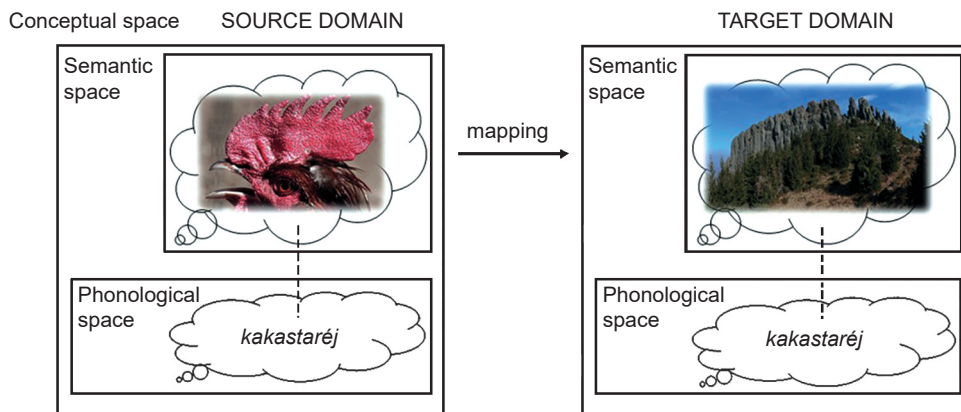 Conceptual space SOURCE DOMAIN TARGET DOMAIN
Semantic
space
mapping
Semantic
space
Phonological
space
kakastaréj
Phonological
space
kakastaréj